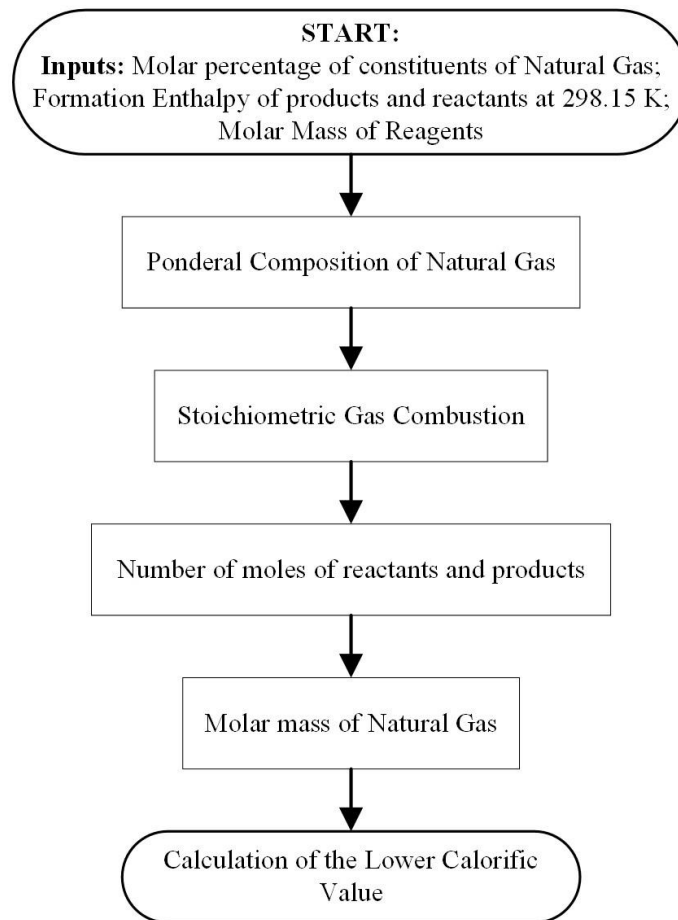 START:
Inputs: Molar percentage of constituents of Natural Gas;
Formation Enthalpy of products and reactants at 298.15 K;
Molar Mass of Reagents
Ponderal Composition of Natural Gas
Stoichiometric Gas Combustion
Number of moles of reactants and products
Molar mass of Natural Gas
Calculation of the Lower Calorific
Value